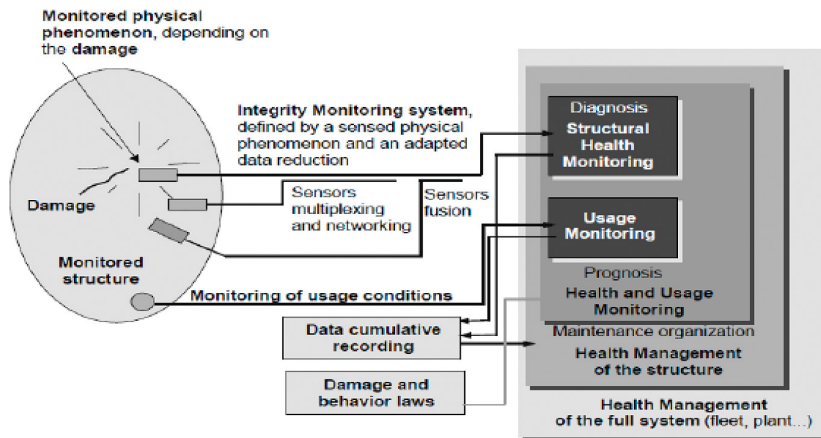 Monitored physical
phenomenon, depending on
the damage
Integrity Monitoring system,
defined by a sensed physical
phenomenon and an adapted
data reduction
Damage
Sensors
multiplexing
and networking
Sensors
fusion
Monitored
structure
Monitoring of usage conditions
Data cumulative
recording
Damage and
behavior laws
Diagnosis
Structural
Health
Monitoring
Usage
Monitoring
Prognosis
Health and Usage
Monitoring
Maintenance organization
Health Management
of the structure
Health Management
of the full system (fleet, plant...)